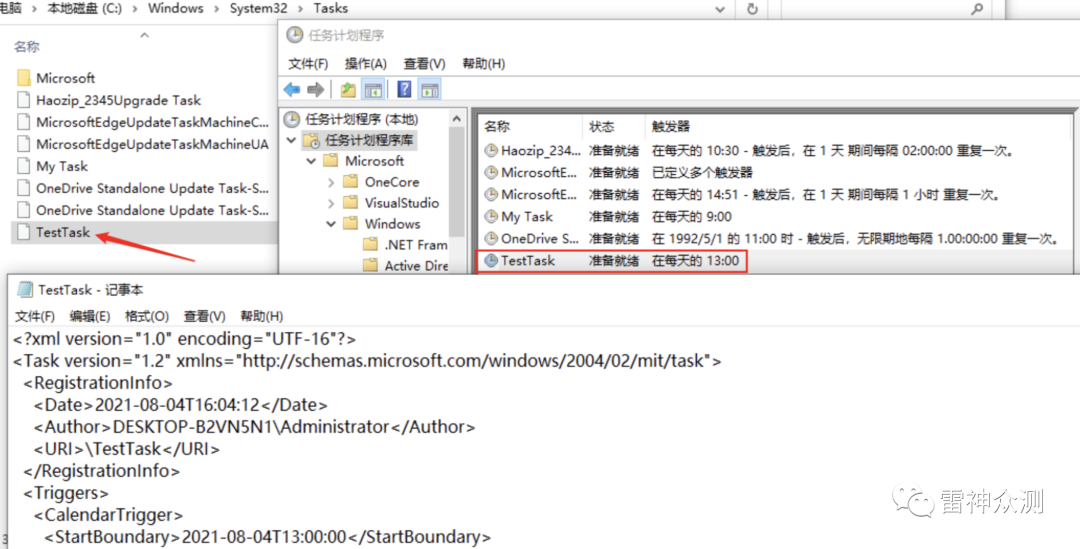 电脑 › 本地磁盘 (C:) › Windows › System32 › Tasks
名称
Microsoft
Haozip_2345Upgrade Task
MicrosoftEdgeUpdateTaskMachineC...
MicrosoftEdgeUpdateTaskMachineUA
My Task
OneDrive Standalone Update Task-S...
OneDrive Standalone Update Task-S...
TestTask
任务计划程序
文件(F) 操作(A) 查看(V) 帮助(H)
任务计划程序 (本地)
任务计划程序库
Microsoft
OneCore
VisualStudio
Windows
.NET Fram
Active Dire
名称 状态 触发器
Haozip_234... 准备就绪 在每天的 10:30 - 触发后，在 1 天 期间每隔 02:00:00 重复一次。
MicrosoftE... 准备就绪 已定义多个触发器
MicrosoftE... 准备就绪 在每天的 14:51 - 触发后，在 1 天 期间每隔 1 小时 重复一次。
My Task 准备就绪 在每天的 9:00
OneDrive S... 准备就绪 在 1992/5/1 的 11:00 时 - 触发后，无限期地每隔 1.00:00:00 重复一次。
TestTask 准备就绪 在每天的 13:00
TestTask - 记事本
文件(F) 编辑(E) 格式(O) 查看(V) 帮助(H)
<?xml version="1.0" encoding="UTF-16"?>
<Task version="1.2" xmlns="http://schemas.microsoft.com/windows/2004/02/mit/task">
<RegistrationInfo>
<Date>2021-08-04T16:04:12</Date>
<Author>DESKTOP-B2VN5N1\Administrator</Author>
<URI>\TestTask</URI>
</RegistrationInfo>
<Triggers>
<CalendarTrigger>
<StartBoundary>2021-08-04T13:00:00</StartBoundary>
雷神众测